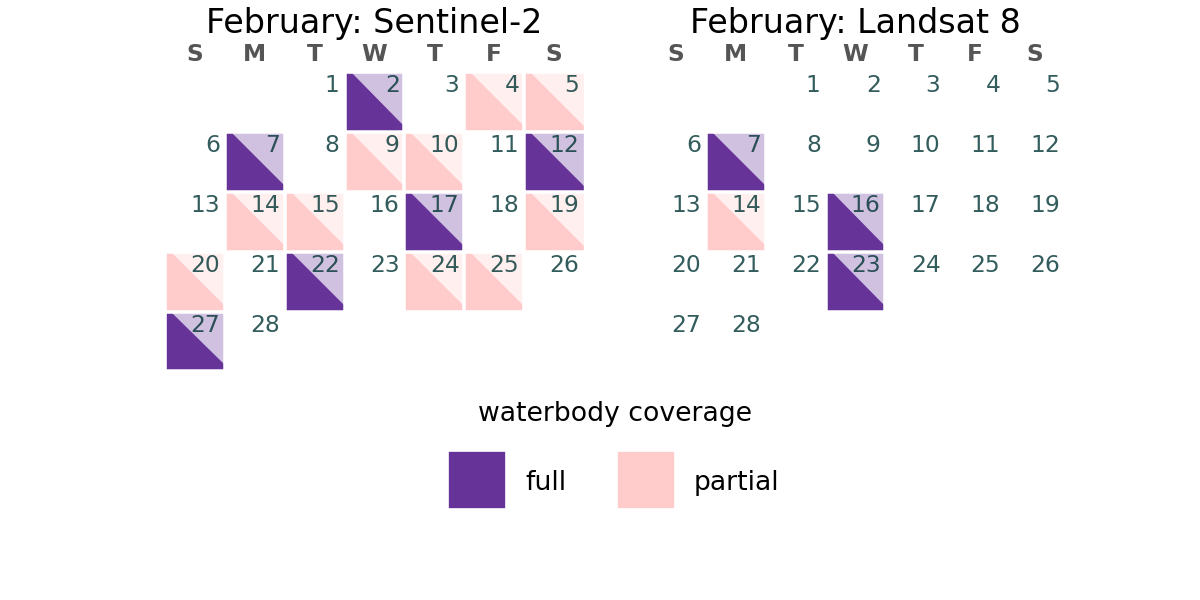 February: Sentinel-2
S M T W T F S
1 2 3 4 5
6 7 8 9 10 11 12
13 14 15 16 17 18 19
20 21 22 23 24 25 26
27 28
February: Landsat 8
S M T W T F S
1 2 3 4 5
6 7 8 9 10 11 12
13 14 15 16 17 18 19
20 21 22 23 24 25 26
27 28
waterbody coverage
full
partial